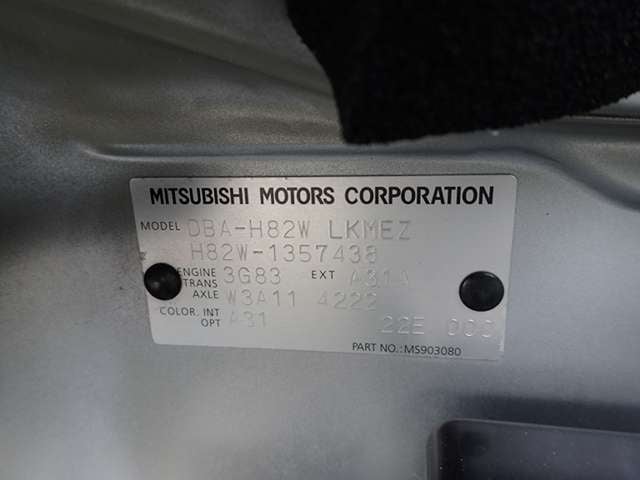 MITSUBISHI MOTORS CORPORATION
MODEL DBA-H82W LKMEZ
H82W-1357438
ENGINE 3G83 EXT A31A
TRANS
AXLE W3A11 4222
COLOR. INT A31
OPT 22E 000
PART NO.:MS903080